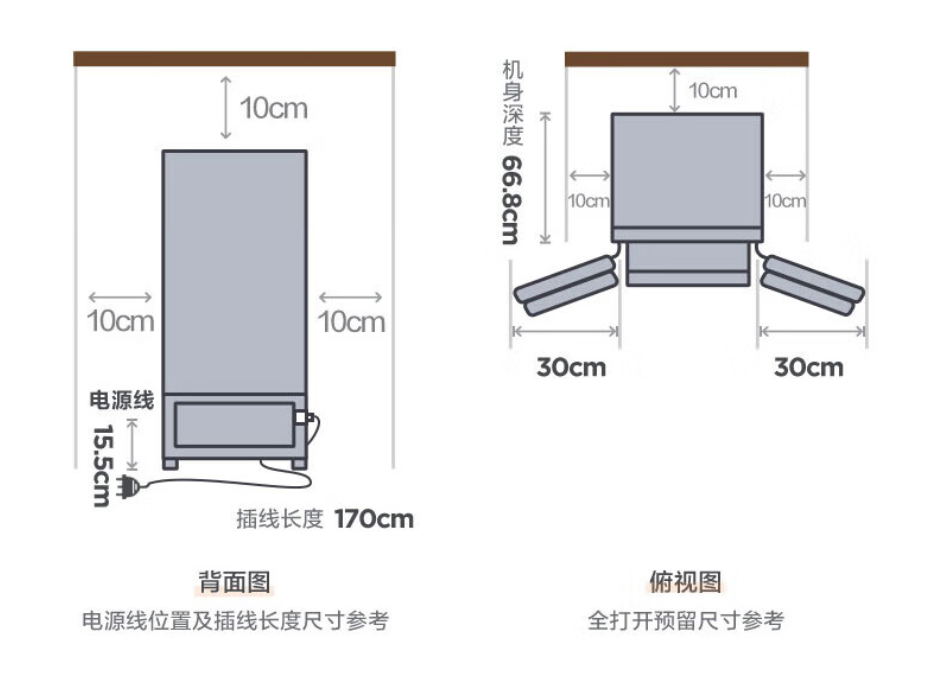 10cm
10cm
10cm
电源线
15.5cm
插线长度 170cm
背面图
电源线位置及插线长度尺寸参考
机身深度 66.8cm
10cm
10cm
10cm
30cm
30cm
俯视图
全打开预留尺寸参考